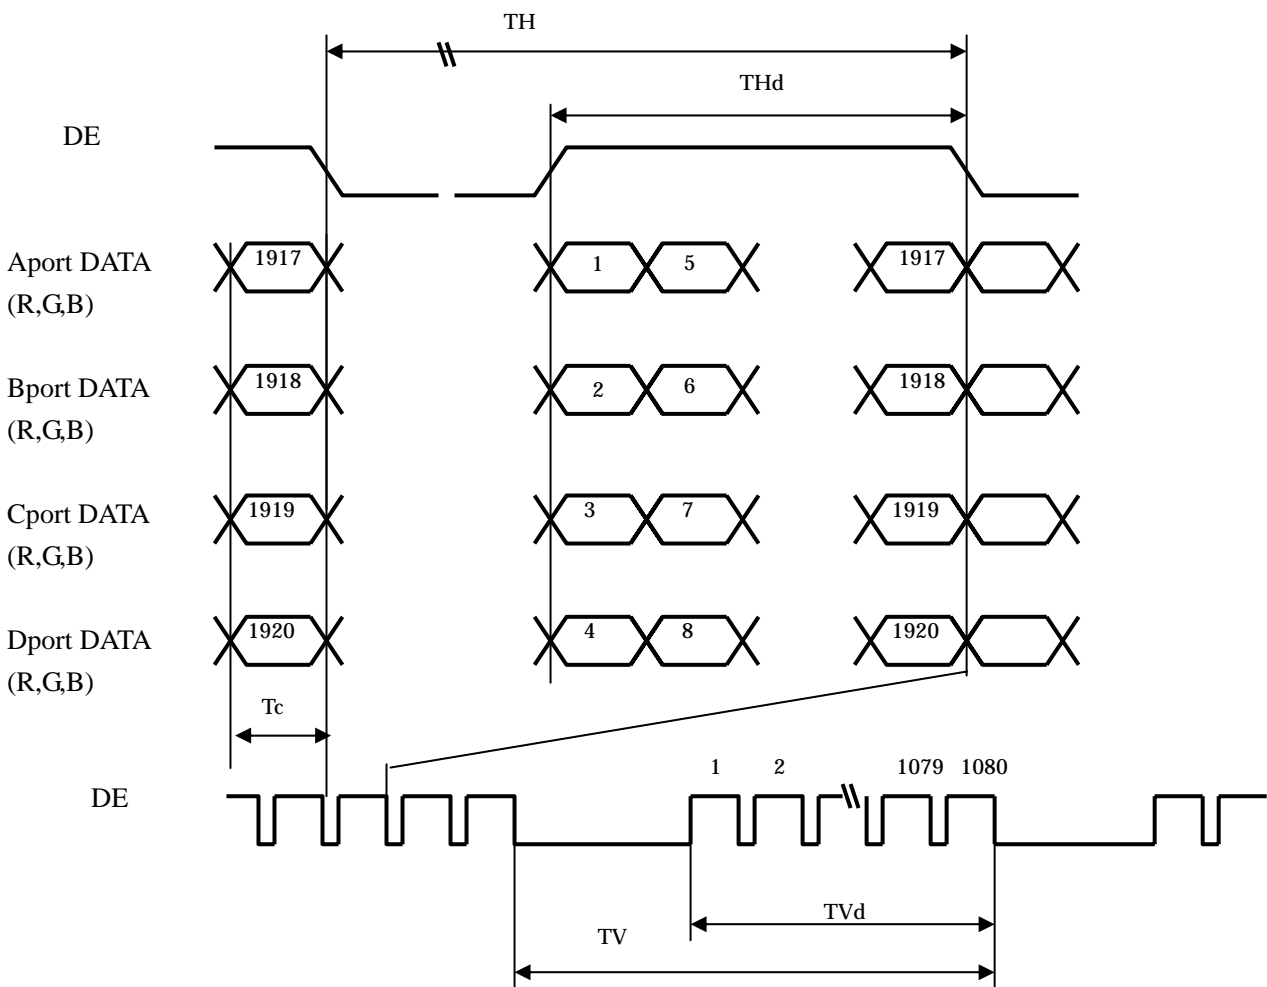 TH
THd
DE
Aport DATA
(R,G,B)
1917
1
5
1917
Bport DATA
(R,G,B)
1918
2
6
1918
Cport DATA
(R,G,B)
1919
3
7
1919
Dport DATA
(R,G,B)
1920
4
8
1920
Tc
DE
1
2
1079
1080
TVd
TV